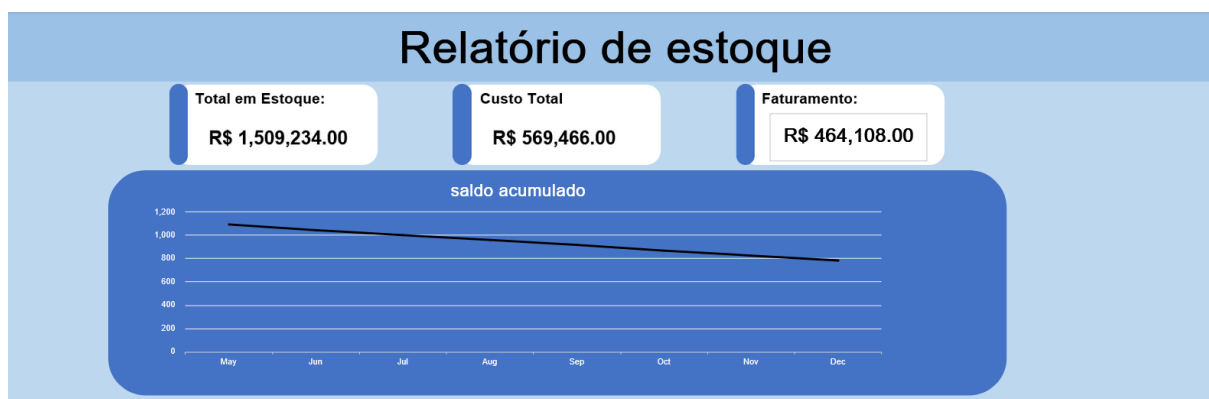 Relatório de estoque
Total em Estoque:
R$ 1,509,234.00
Custo Total
R$ 569,466.00
Faturamento:
R$ 464,108.00
saldo acumulado
1,200
1,000
800
600
400
200
0
May Jun Jul Aug Sep Oct Nov Dec